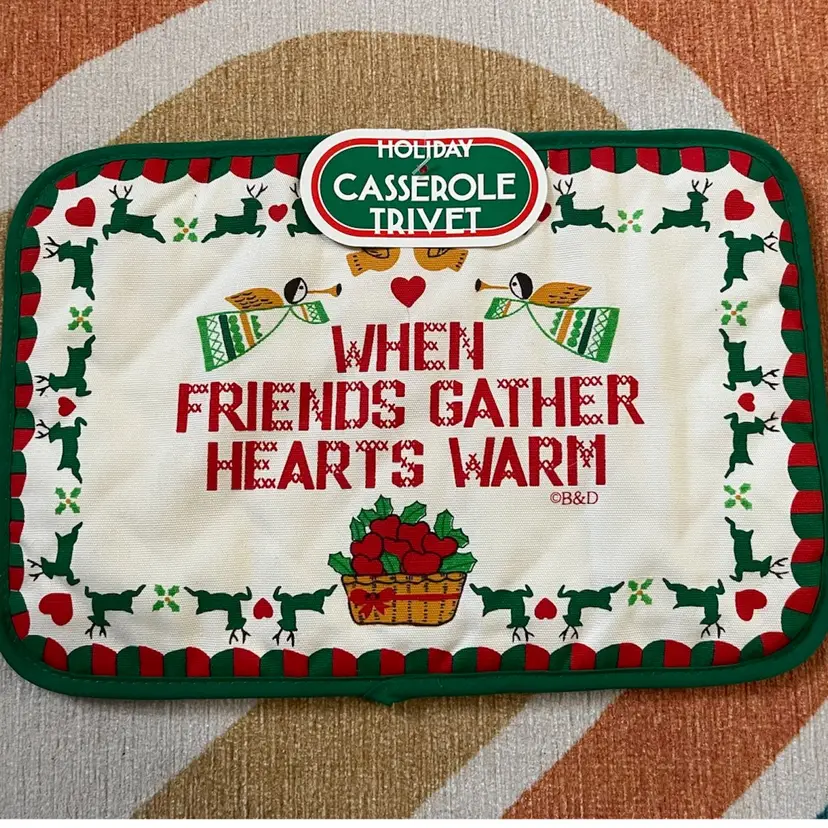 HOLIDAY
CASSEROLE
TRIVET
WHEN
FRIENDS GATHER
HEARTS WARM
©B&D